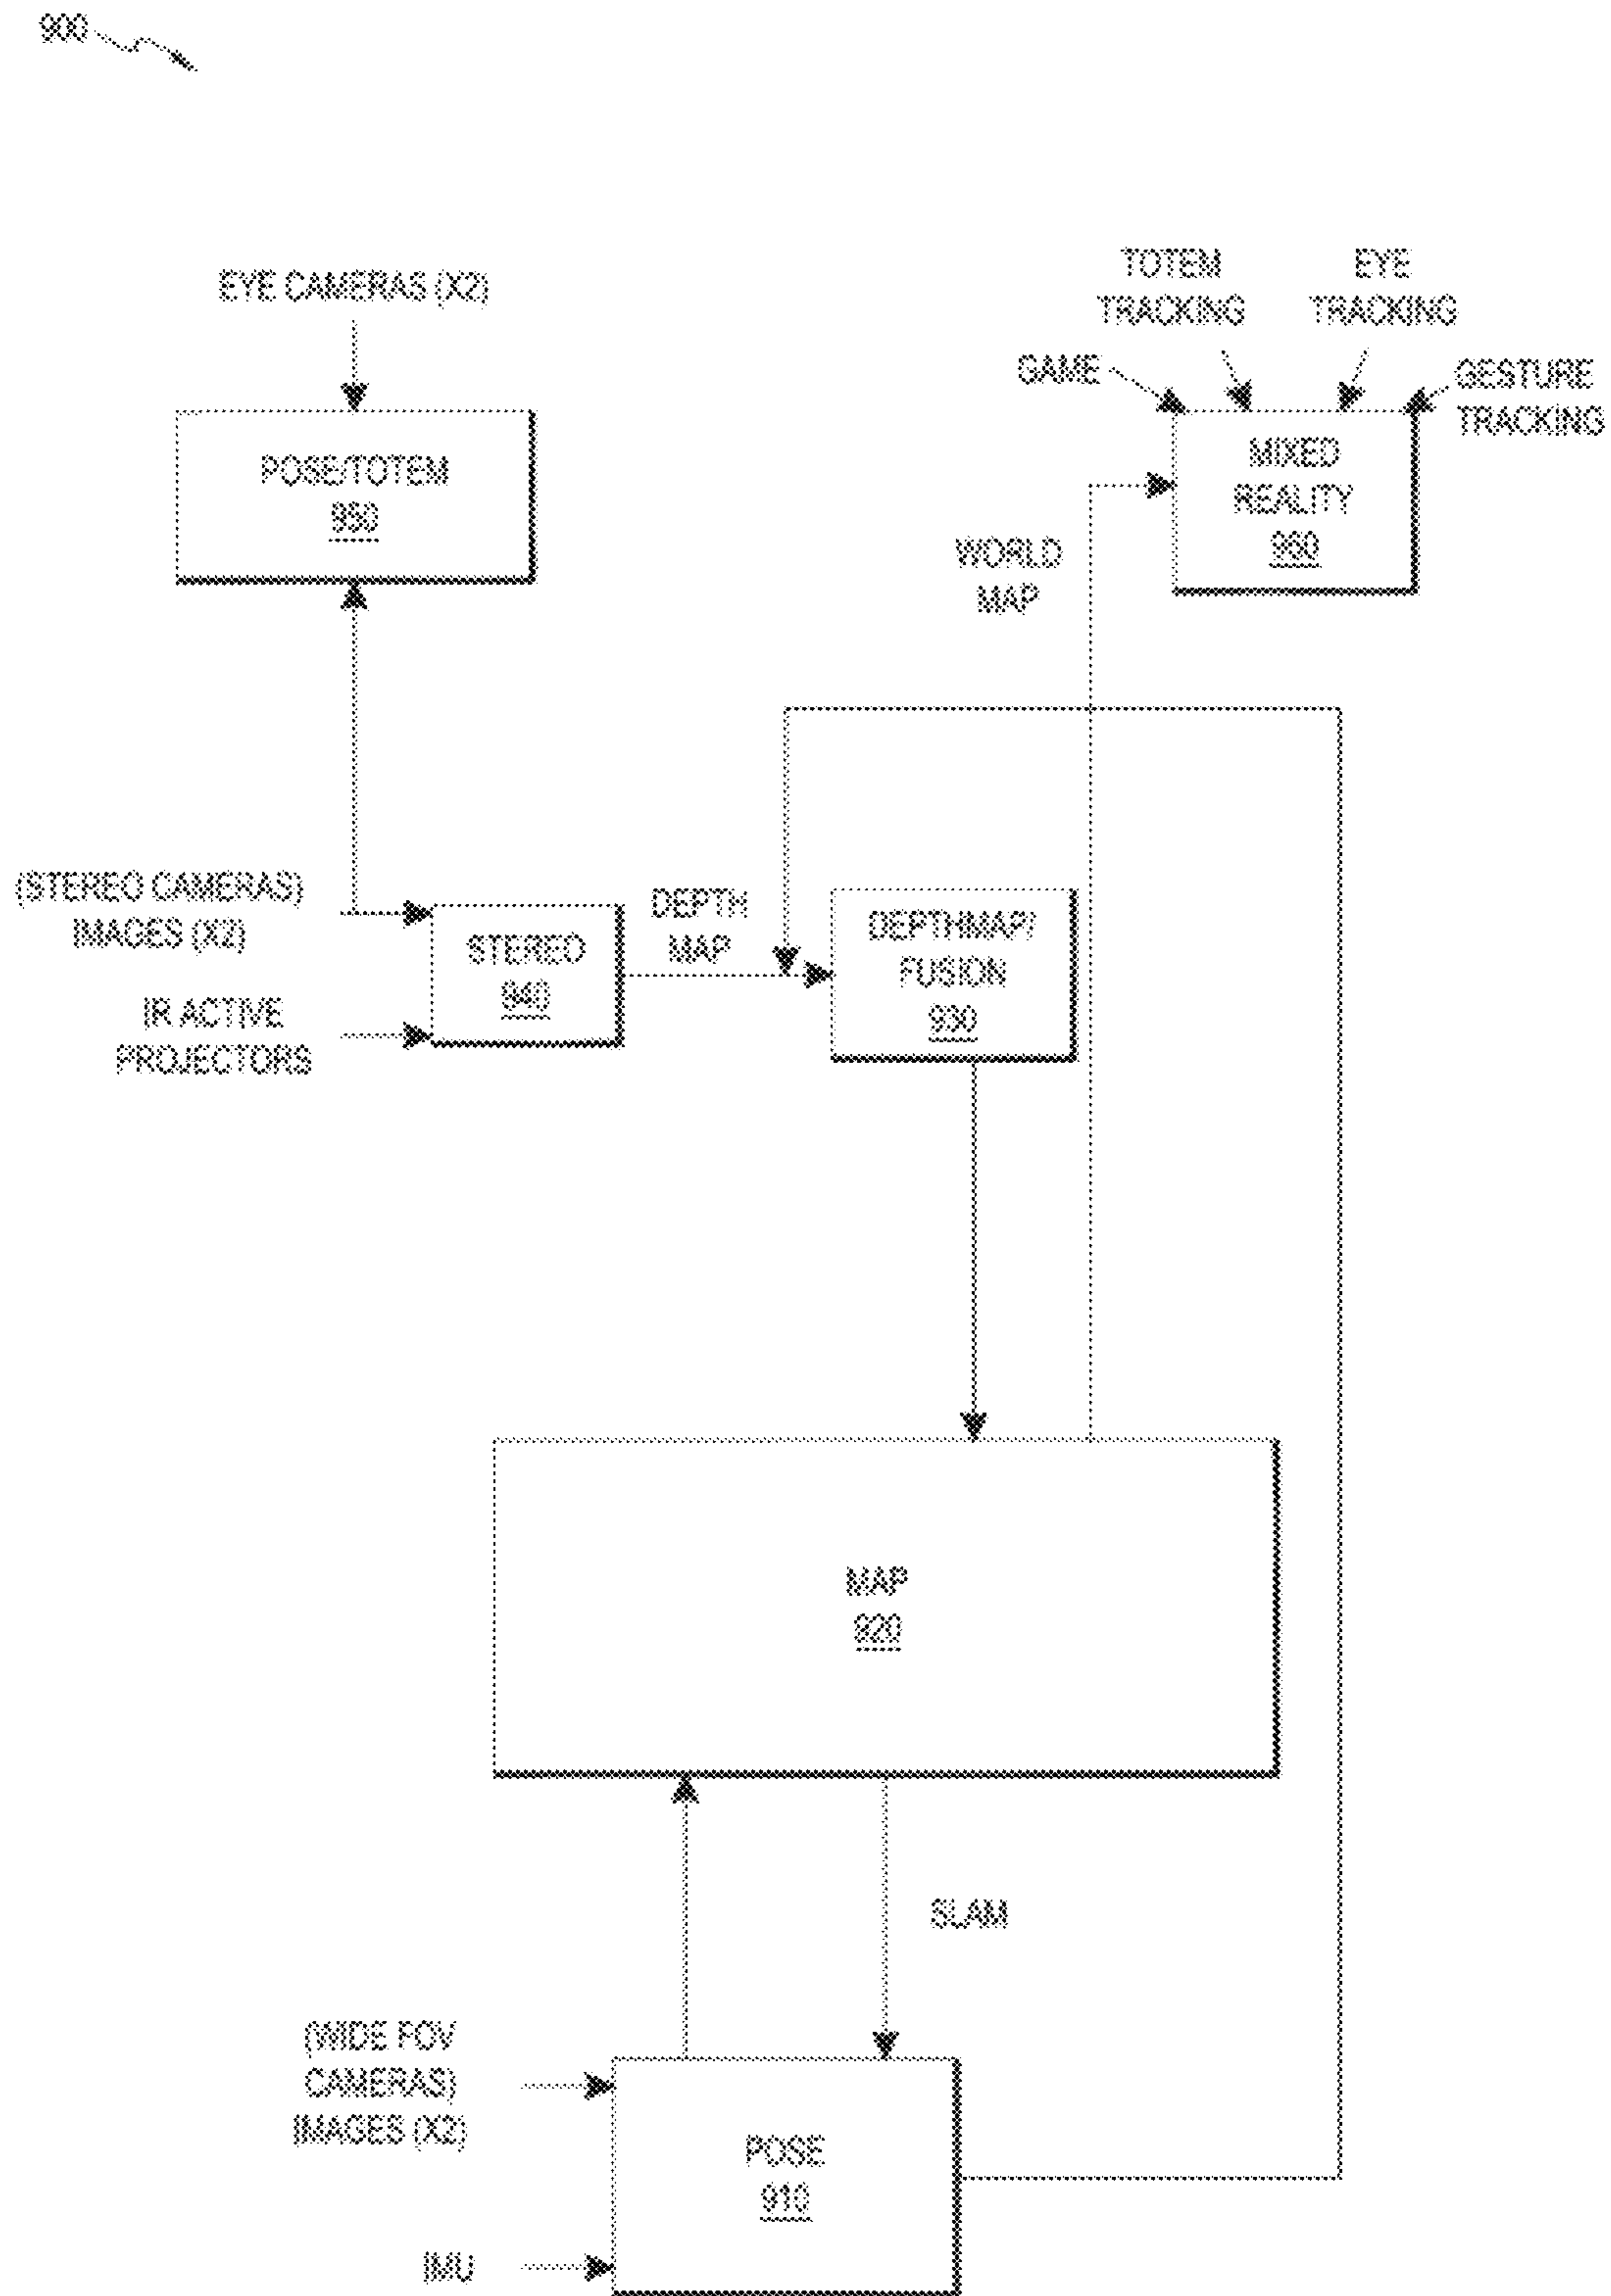 900
EYE CAMERAS (X2)
TOTEM
TRACKING
EYE
TRACKING
GAME
GESTURE
TRACKING
POSE/TOTEM
950
MIXED
REALITY
960
WORLD
MAP
(STEREO CAMERAS)
IMAGES (X2)
IR ACTIVE
PROJECTORS
STEREO
940
DEPTH
MAP
DEPTHMAP/
FUSION
930
MAP
920
SLAM
(WIDE FOV
CAMERAS)
IMAGES (X2)
IMU
POSE
910